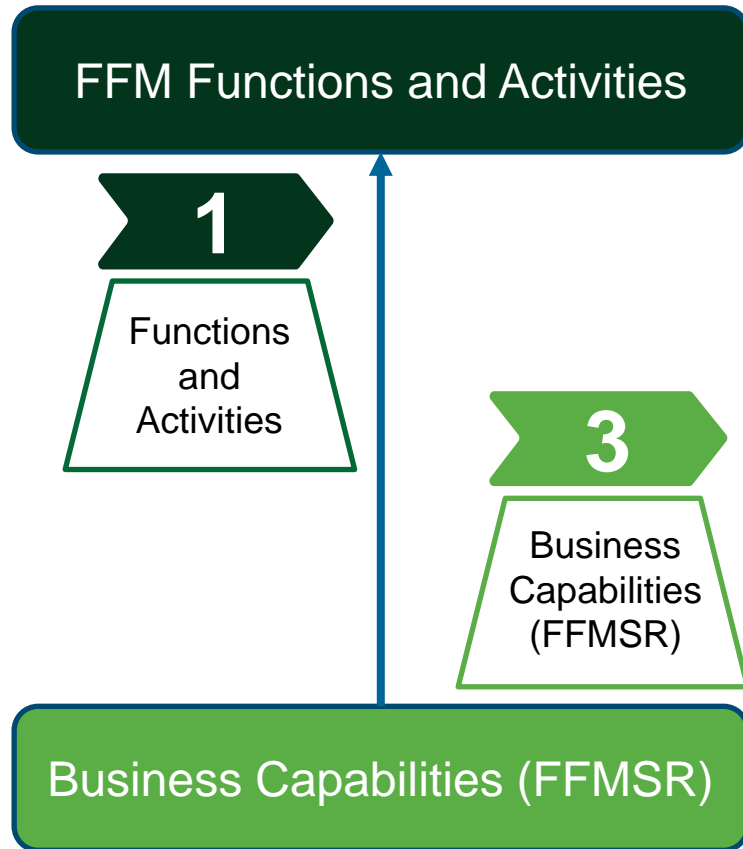 FFM Functions and Activities
1
Functions
and
Activities
3
Business
Capabilities
(FFMSR)
Business Capabilities (FFMSR)